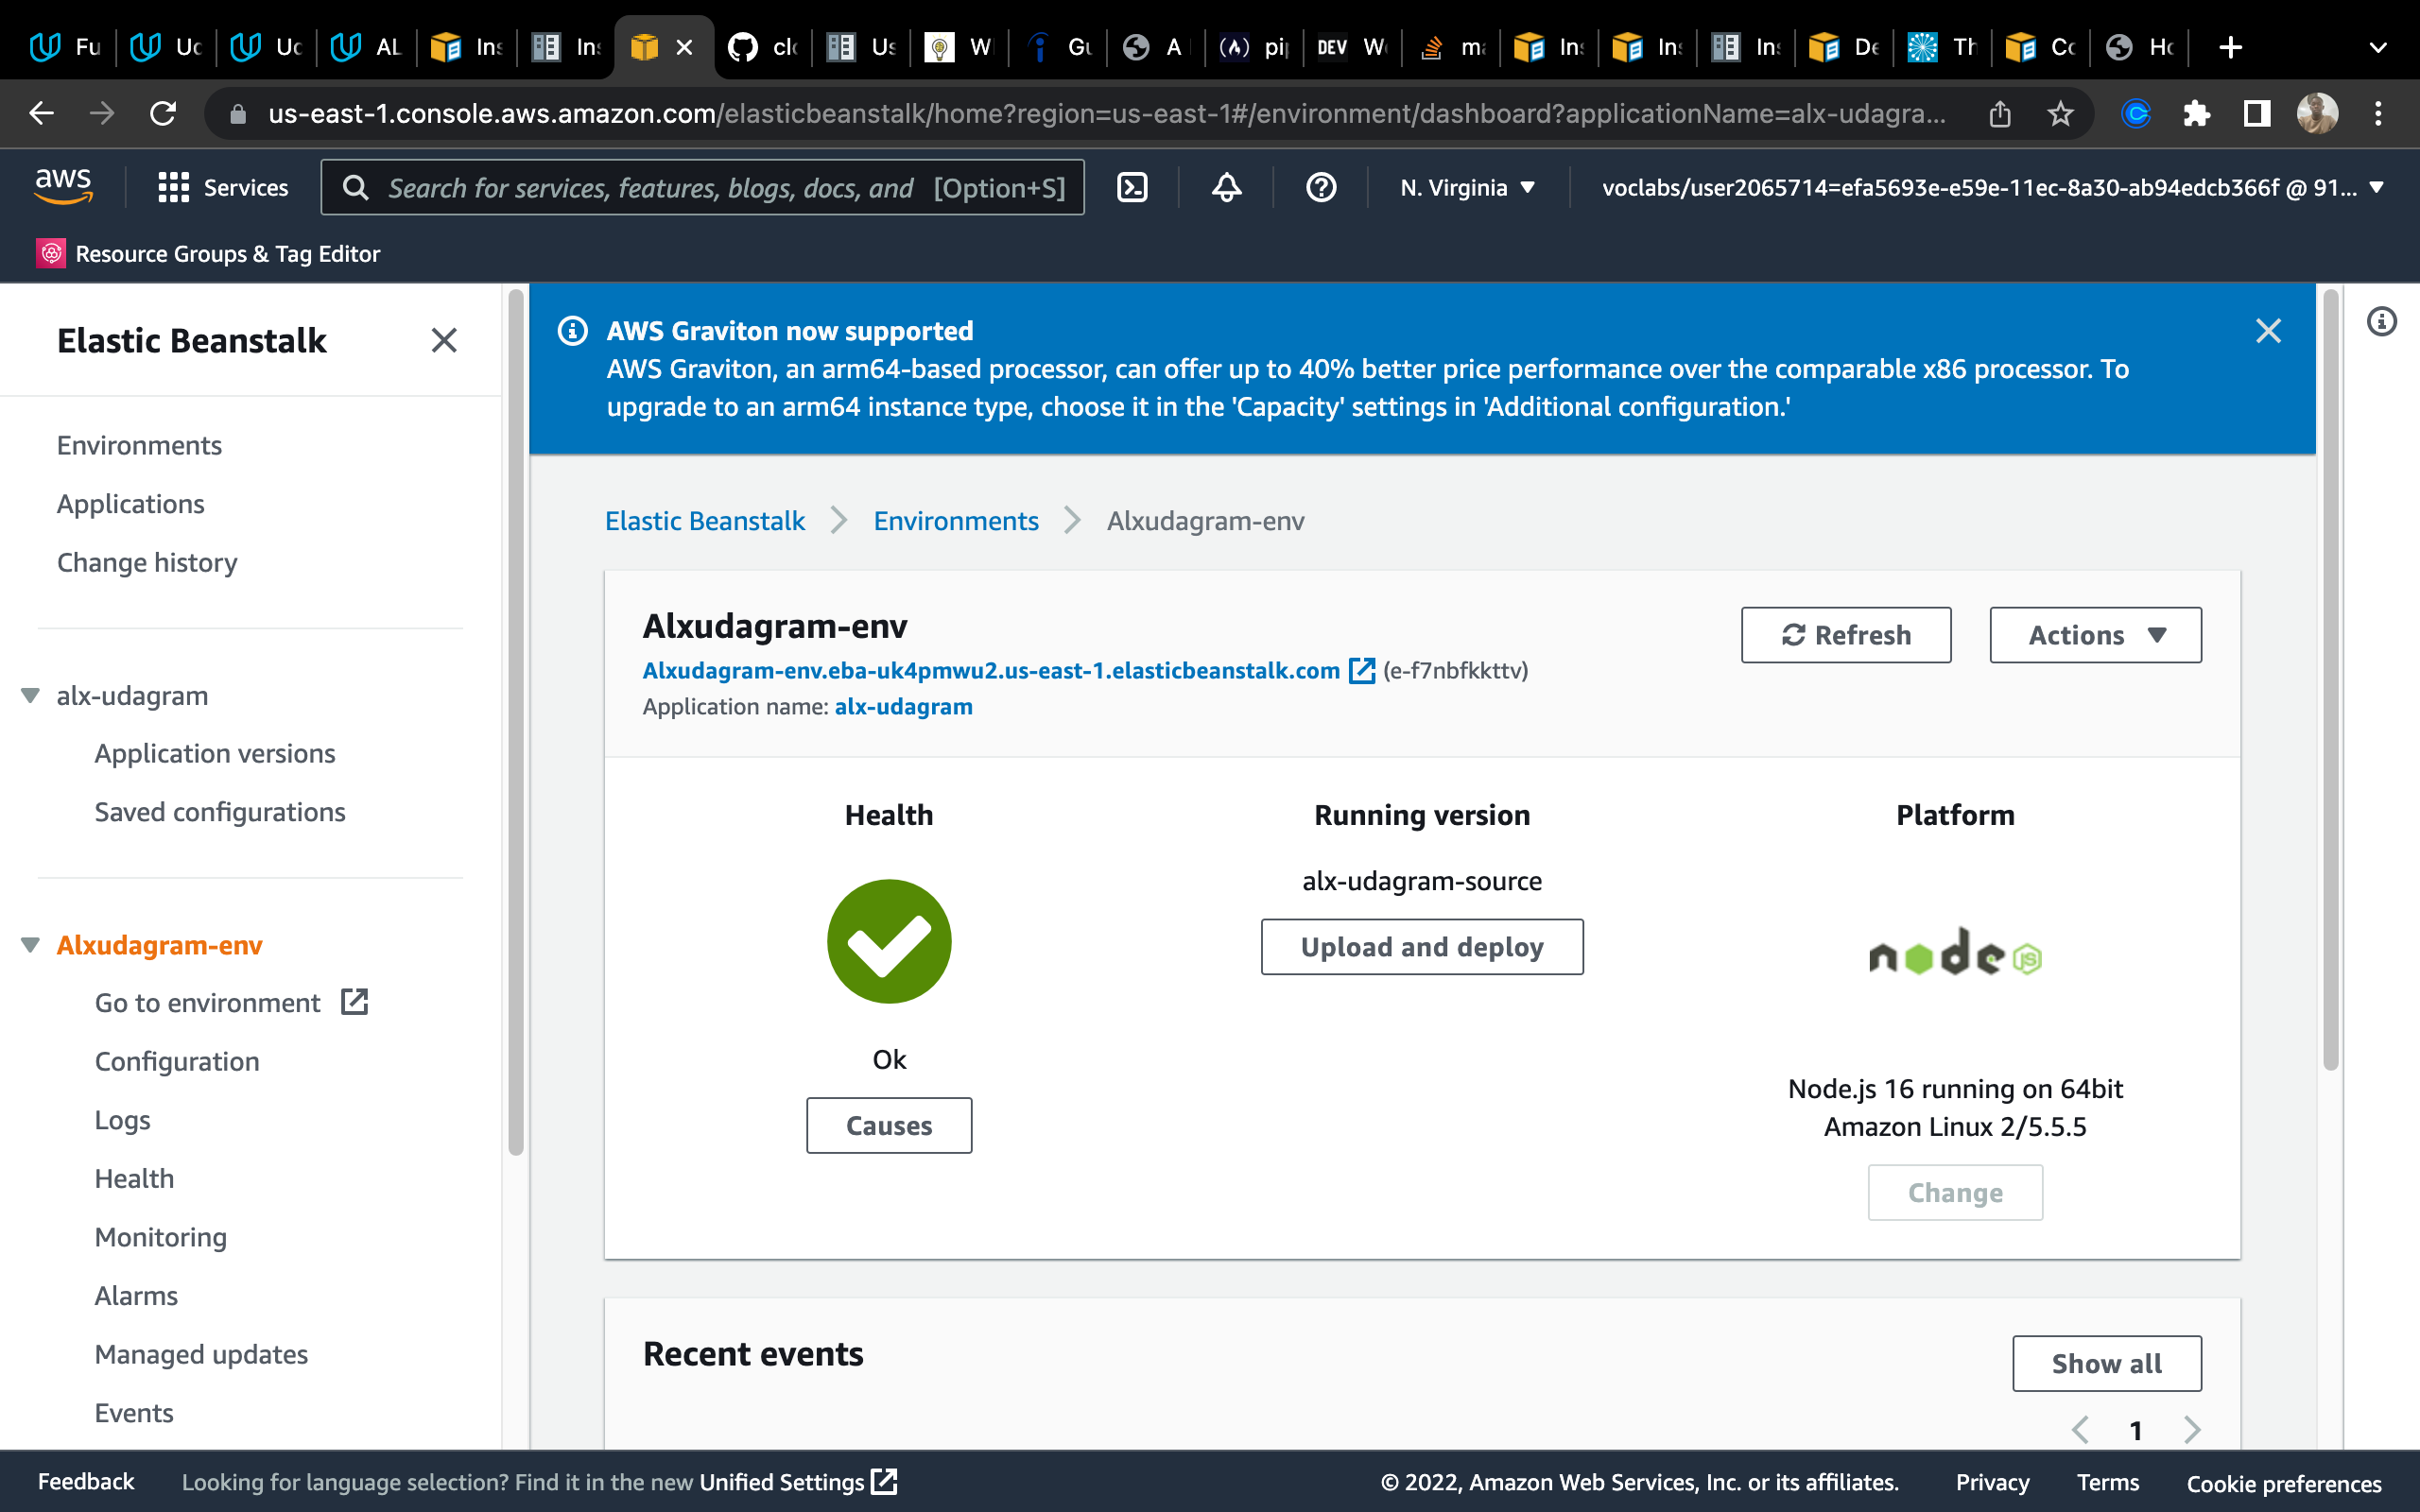 Fu
Uc
Uc
AL
Ins
Ins
clo
Us
W
Gu
A
pi
DEV
W
ma
Ins
Ins
Ins
De
Th
Co
Ho
us-east-1.console.aws.amazon.com/elasticbeanstalk/home?region=us-east-1#/environment/dashboard?applicationName=alx-udagra...
aws
Services
Search for services, features, blogs, docs, and [Option+S]
N. Virginia
voclabs/user2065714=efa5693e-e59e-11ec-8a30-ab94edcb366f @ 91...
Resource Groups & Tag Editor
Elastic Beanstalk
Environments
Applications
Change history
alx-udagram
Application versions
Saved configurations
Alxudagram-env
Go to environment
Configuration
Logs
Health
Monitoring
Alarms
Managed updates
Events
AWS Graviton now supported
AWS Graviton, an arm64-based processor, can offer up to 40% better price performance over the comparable x86 processor. To
upgrade to an arm64 instance type, choose it in the 'Capacity' settings in 'Additional configuration.'
Elastic Beanstalk > Environments > Alxudagram-env
Alxudagram-env
Refresh
Actions
Alxudagram-env.eba-uk4pmwu2.us-east-1.elasticbeanstalk.com (e-f7nbfkkttv)
Application name: alx-udagram
Health
Ok
Causes
Running version
alx-udagram-source
Upload and deploy
Platform
node JS
Node.js 16 running on 64bit
Amazon Linux 2/5.5.5
Change
Recent events
Show all
1
Feedback
Looking for language selection? Find it in the new Unified Settings
© 2022, Amazon Web Services, Inc. or its affiliates.
Privacy
Terms
Cookie preferences